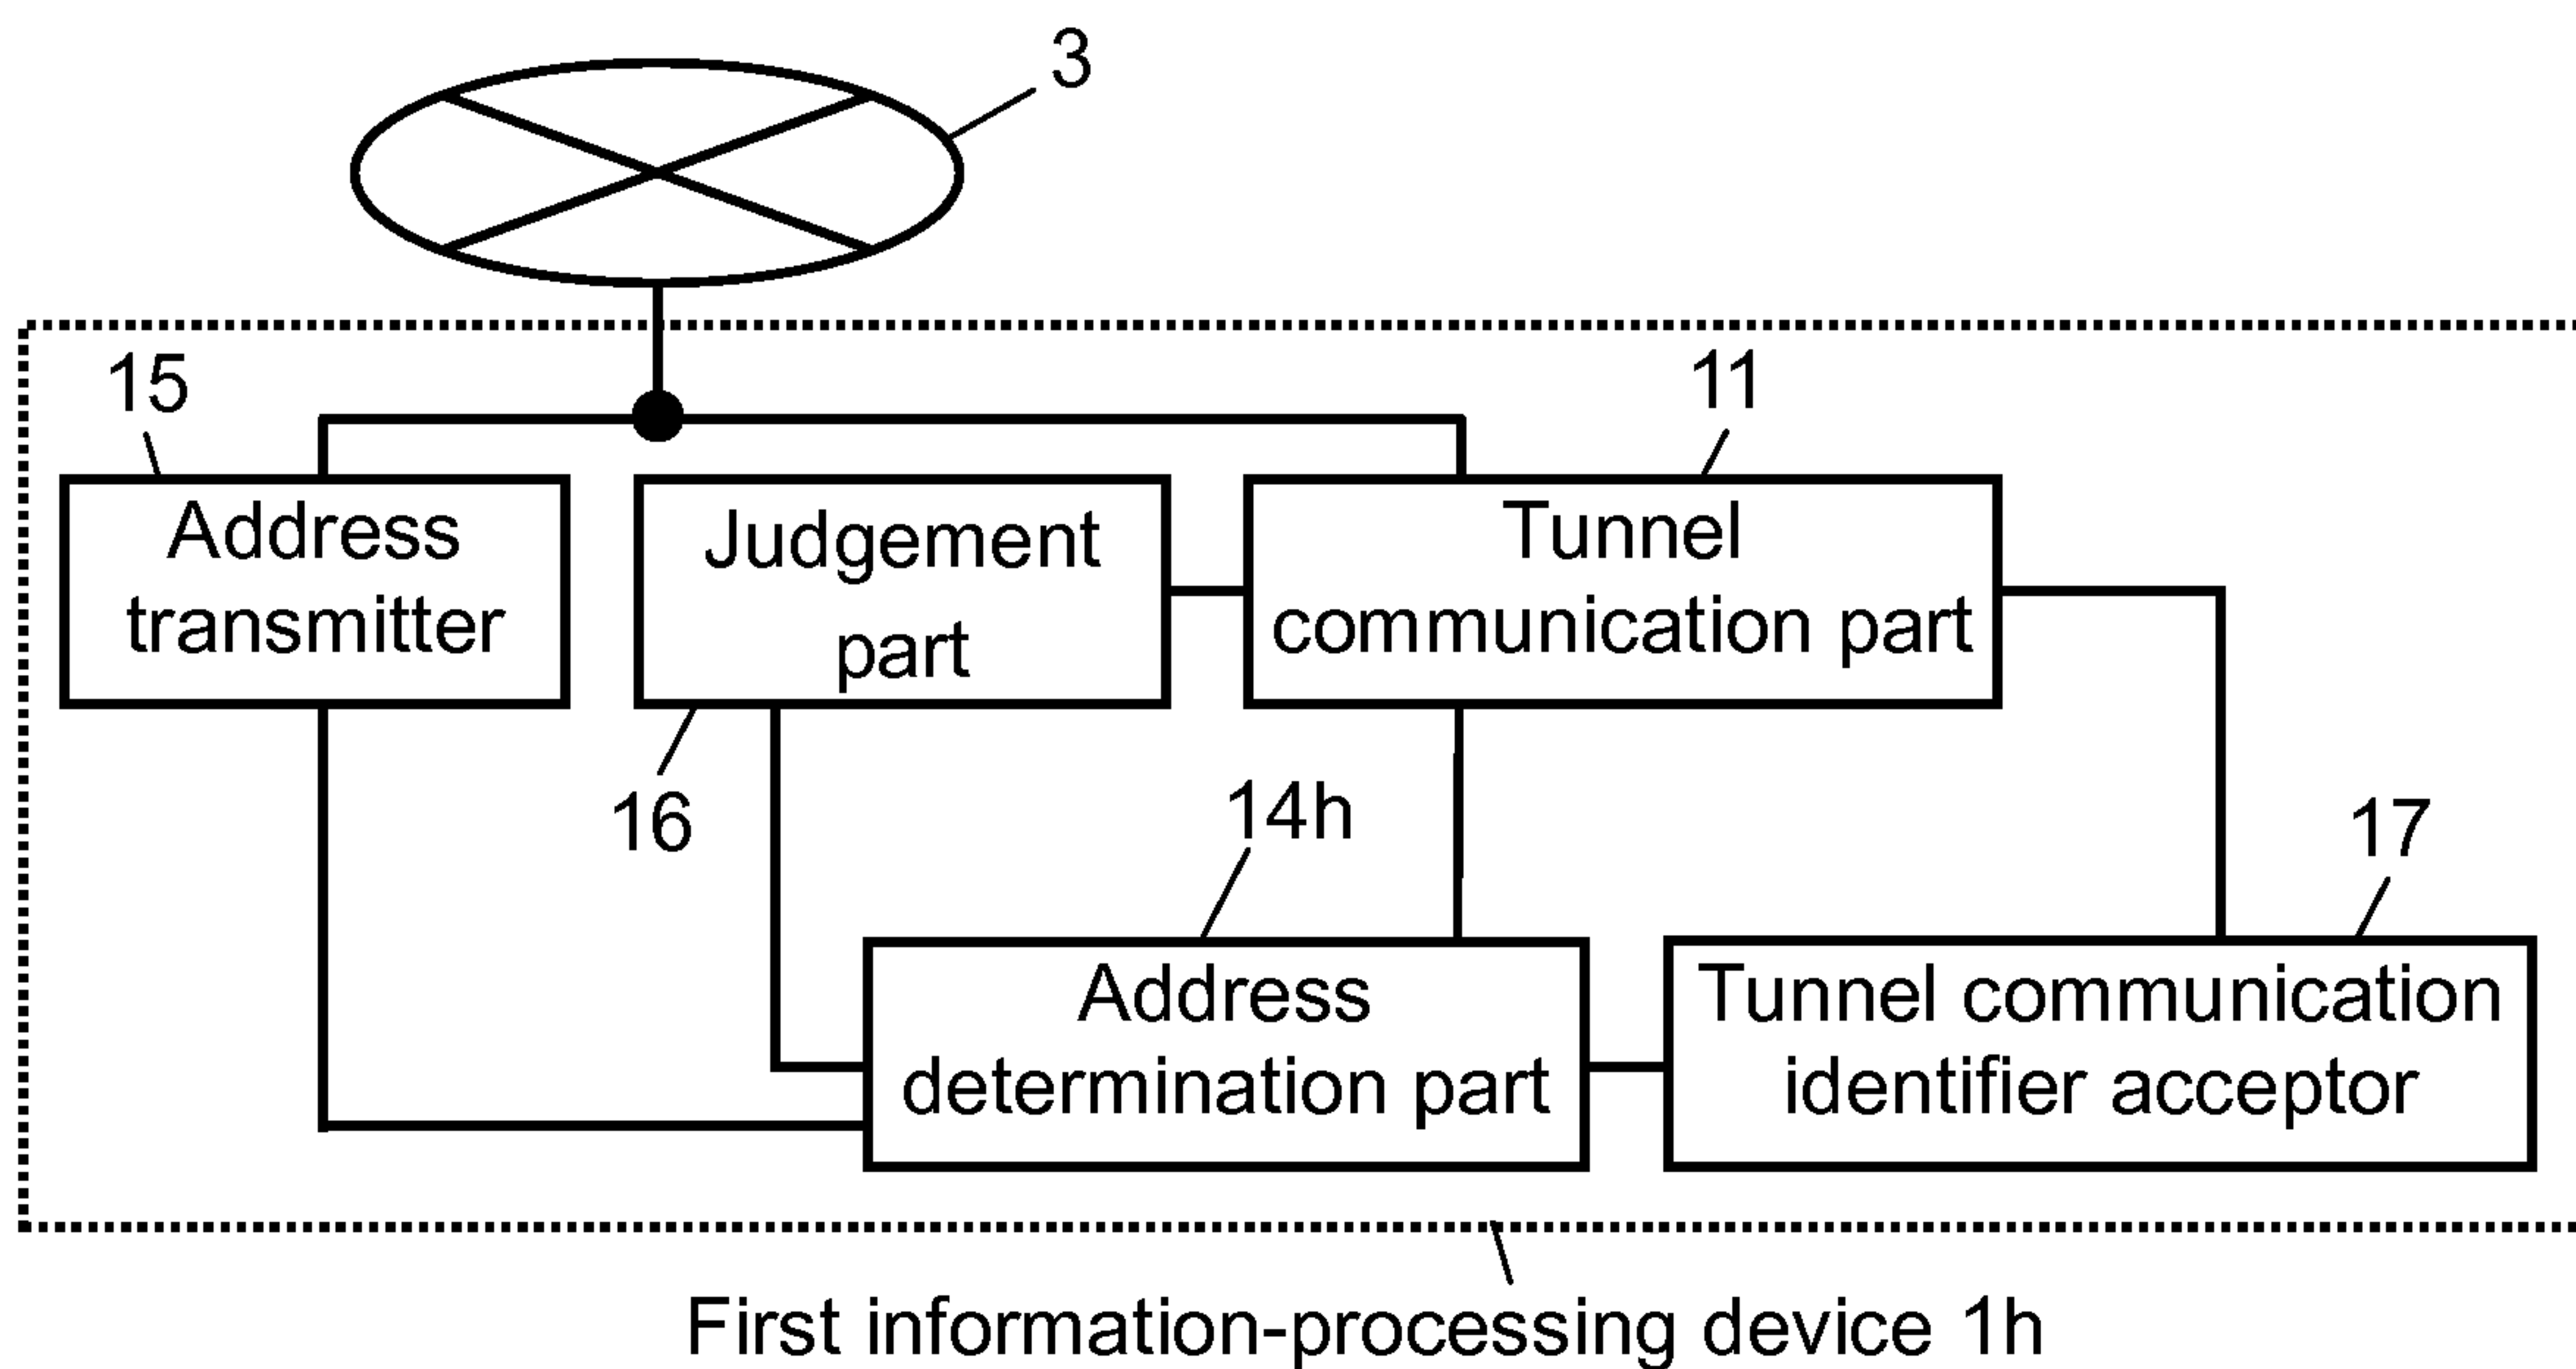 3
15
11
Address
transmitter
Judgement
part
Tunnel
communication part
16
14h
17
Address
determination part
Tunnel communication
identifier acceptor
First information-processing device 1h